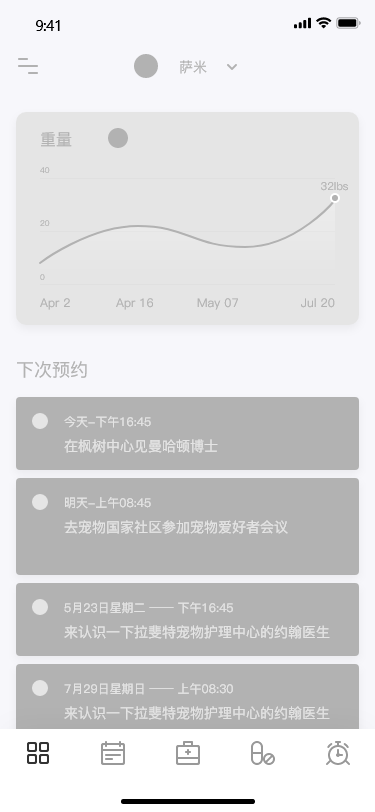 9:41
萨米
重量
40
32lbs
20
0
Apr 2 Apr 16 May 07 Jul 20
下次预约
今天-下午16:45
在枫树中心见曼哈顿博士
明天-上午08:45
去宠物国家社区参加宠物爱好者会议
5月23日星期二 —— 下午16:45
来认识一下拉斐特宠物护理中心的约翰医生
7月29日星期日 —— 上午08:30
来认识一下拉斐特宠物护理中心的约翰医生